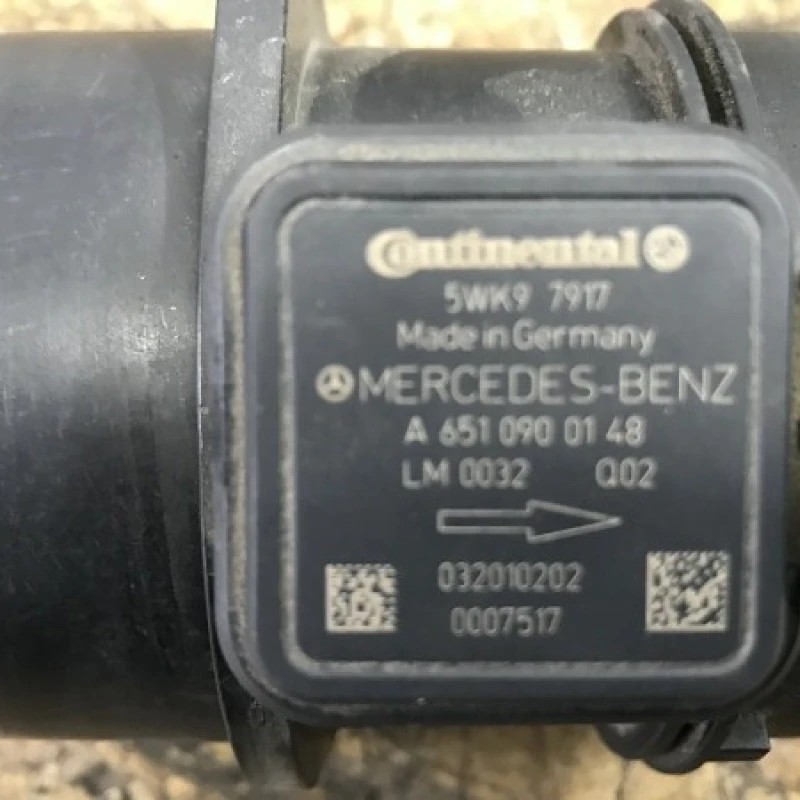 Continental
5WK9 7917
Made in Germany
MERCEDES-BENZ
A 651 090 01 48
LM 0032 Q02
032010202
0007517